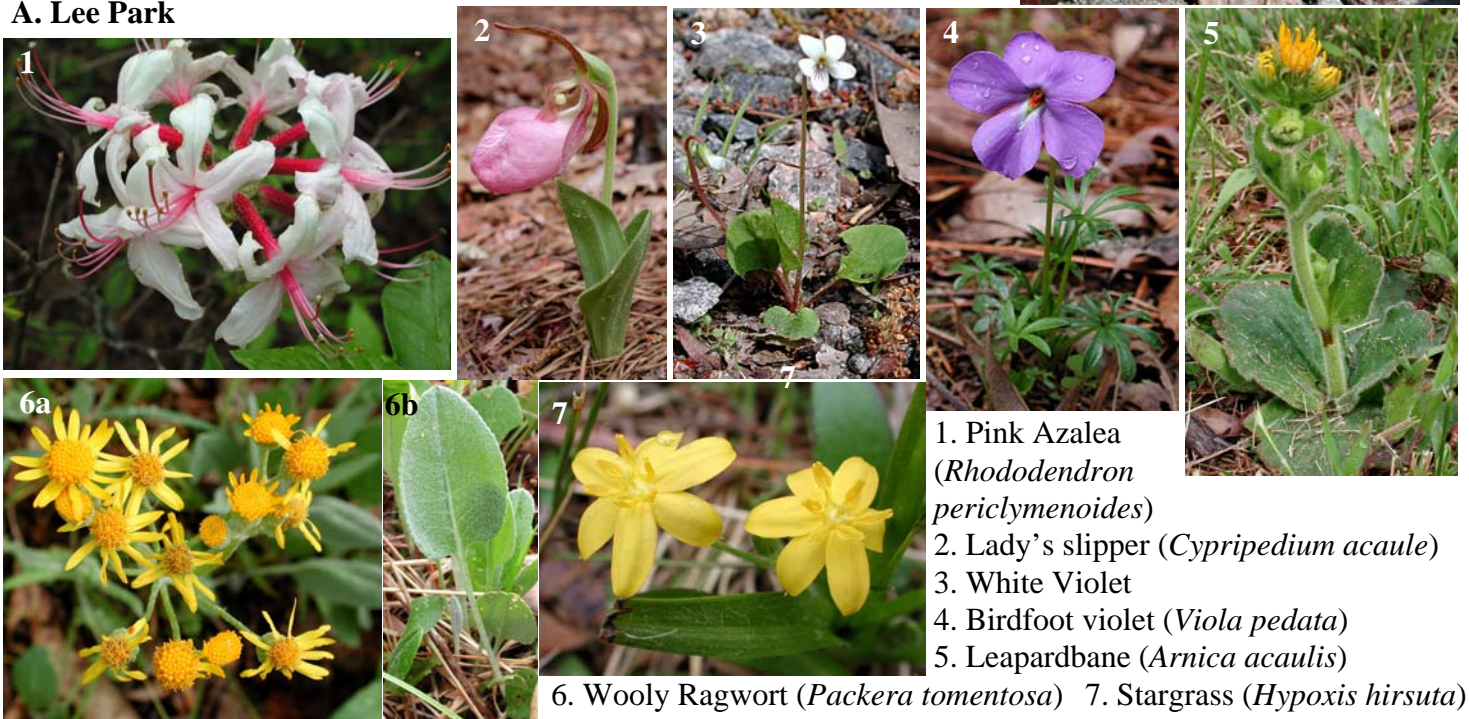 A. Lee Park
1
2
3
4
5
6a
6b
7
7
1. Pink Azalea
(Rhododendron
periclymenoides)
2. Lady’s slipper (Cypripedium acaule)
3. White Violet
4. Birdfoot violet (Viola pedata)
5. Leapardbane (Arnica acaulis)
6. Wooly Ragwort (Packera tomentosa) 7. Stargrass (Hypoxis hirsuta)